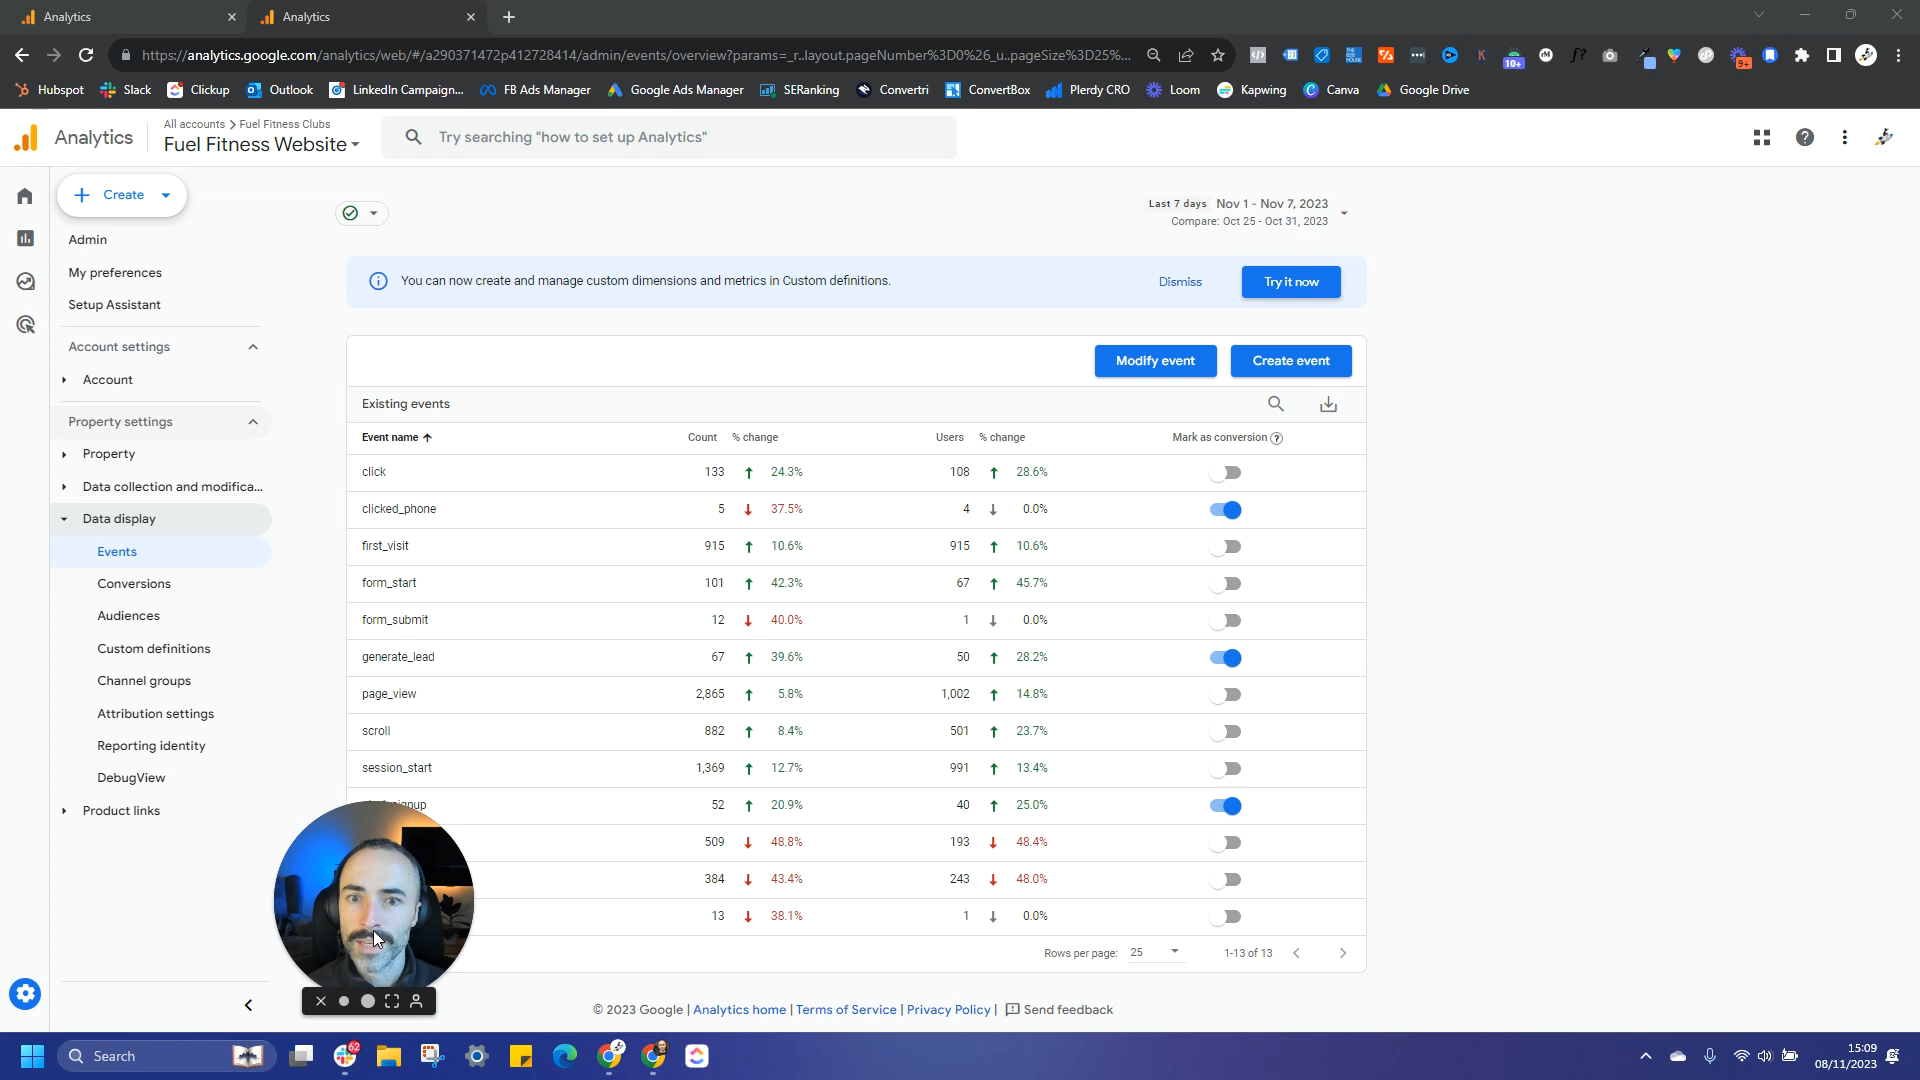 Analytics
Analytics
https://analytics.google.com/analytics/web/#/a290371472p412728414/admin/events/overview?params=_r..layout.pageNumber%3D0%26_u..pageSize%3D25%...
10+
9+
Hubspot
Slack
Clickup
Outlook
LinkedIn Campaign...
FB Ads Manager
Google Ads Manager
SERanking
Convertri
ConvertBox
Plerdy CRO
Loom
Kapwing
Canva
Google Drive
Analytics
All accounts > Fuel Fitness Clubs
Fuel Fitness Website
Try searching "how to set up Analytics"
Create
Admin
My preferences
Setup Assistant
Account settings
Account
Property settings
Property
Data collection and modifica...
Data display
Events
Conversions
Audiences
Custom definitions
Channel groups
Attribution settings
Reporting identity
DebugView
Product links
Last 7 days Nov 1 - Nov 7, 2023
Compare: Oct 25 - Oct 31, 2023
You can now create and manage custom dimensions and metrics in Custom definitions.
Dismiss
Try it now
Modify event
Create event
Existing events
Event name Count % change Users % change Mark as conversion
click 133 24.3% 108 28.6%
clicked_phone 5 37.5% 4 0.0%
first_visit 915 10.6% 915 10.6%
form_start 101 42.3% 67 45.7%
form_submit 12 40.0% 1 0.0%
generate_lead 67 39.6% 50 28.2%
page_view 2,865 5.8% 1,002 14.8%
scroll 882 8.4% 501 23.7%
session_start 1,369 12.7% 991 13.4%
52 20.9% 40 25.0%
509 48.8% 193 48.4%
384 43.4% 243 48.0%
13 38.1% 1 0.0%
Rows per page: 25 1-13 of 13
© 2023 Google | Analytics home | Terms of Service | Privacy Policy | Send feedback
Search
62
15:09
08/11/2023